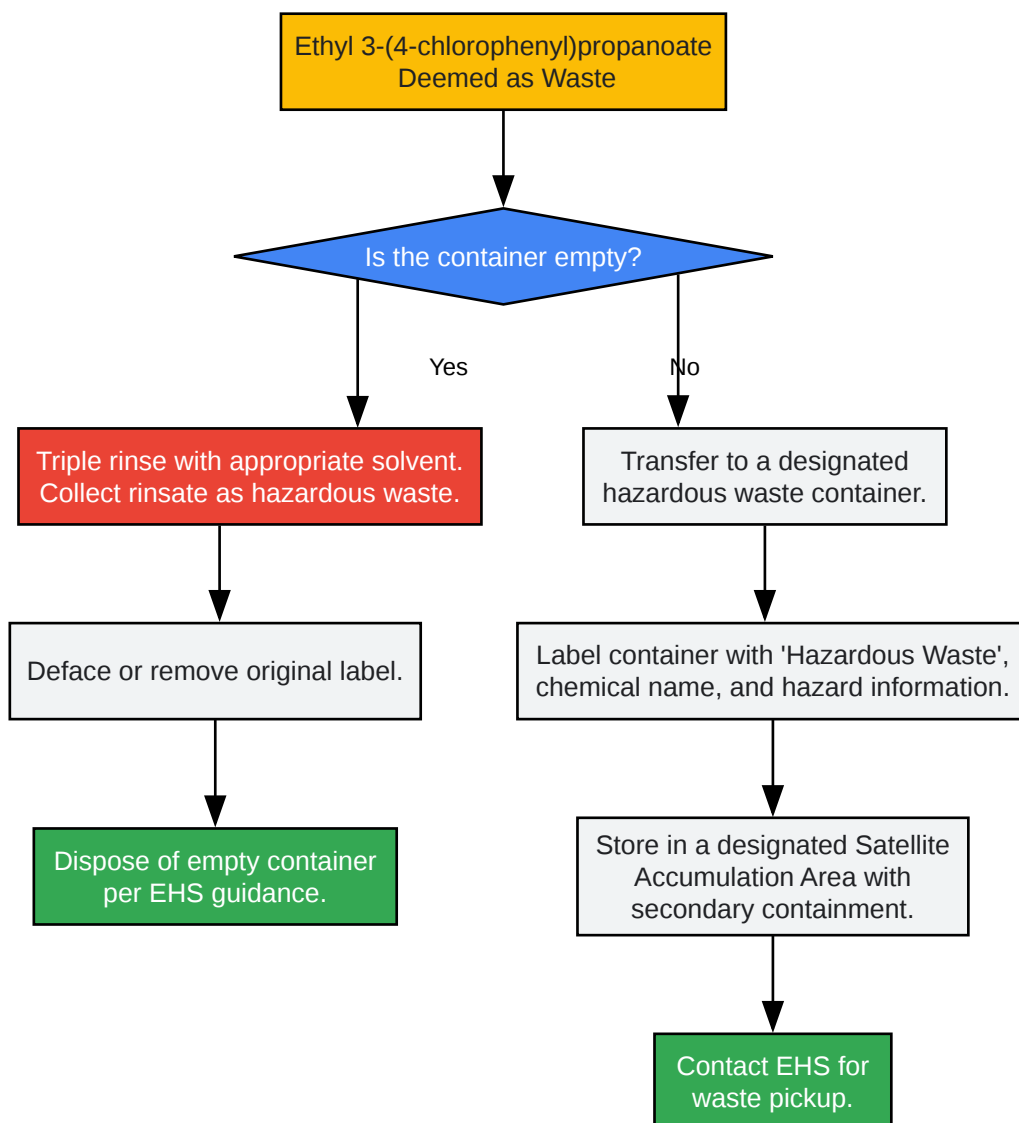 Ethyl 3-(4-chlorophenyl)propanoate
Deemed as Waste
Is the container empty?
Yes
No
Triple rinse with appropriate solvent.
Collect rinsate as hazardous waste.
Transfer to a designated
hazardous waste container.
Deface or remove original label.
Label container with 'Hazardous Waste',
chemical name, and hazard information.
Dispose of empty container
per EHS guidance.
Store in a designated Satellite
Accumulation Area with
secondary containment.
Contact EHS for
waste pickup.